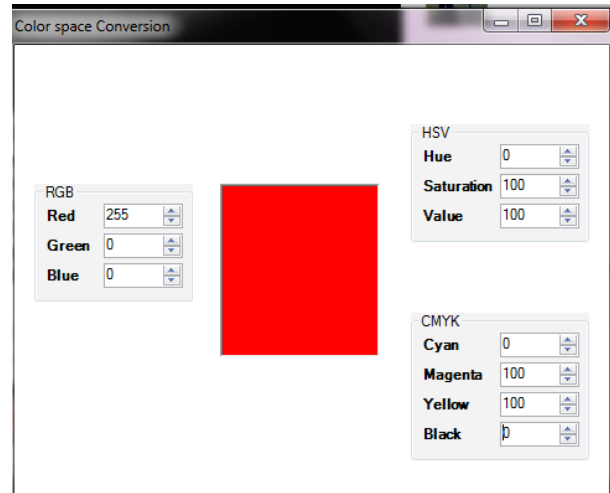 Color space Conversion
RGB
Red 255
Green 0
Blue 0
HSV
Hue 0
Saturation 100
Value 100
CMYK
Cyan 0
Magenta 100
Yellow 100
Black 0